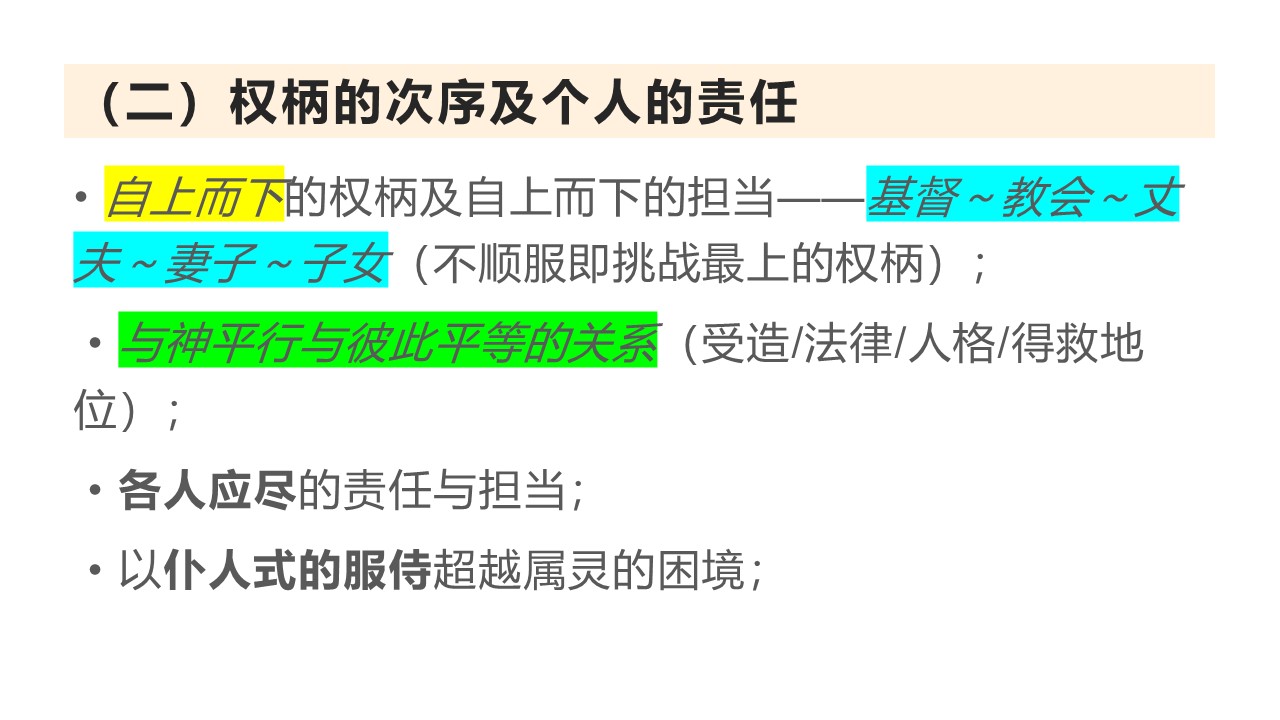 （二）权柄的次序及个人的责任
• 自上而下的权柄及自上而下的担当——基督～教会～丈
夫～妻子～子女（不顺服即挑战最上的权柄）;
• 与神平行与彼此平等的关系（受造/法律/人格/得救地
位）;
• 各人应尽的责任与担当;
• 以仆人式的服侍超越属灵的困境;